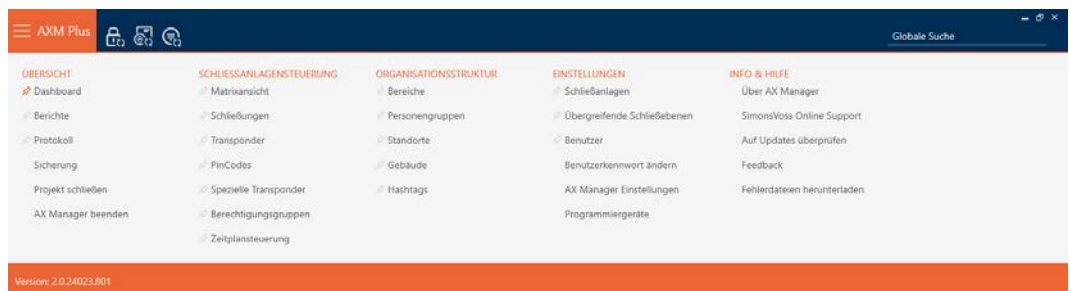 AXM Plus
Globale Suche
ÜBERSICHT
Dashboard
Berichte
Protokoll
Sicherung
Projekt schließen
AX Manager beenden
SCHLIESSANLAGENSTEUERUNG
Matrixansicht
Schließungen
Transponder
PinCodes
Spezielle Transponder
Berechtigungsgruppen
Zeitplansteuerung
ORGANISATIONSSTRUKTUR
Bereiche
Personengruppen
Standorte
Gebäude
Hashtags
EINSTELLUNGEN
Schließanlagen
Übergreifende Schließebenen
Benutzer
Benutzerkennwort ändern
AX Manager Einstellungen
Programmiergeräte
INFO & HILFE
Über AX Manager
SimonsVoss Online Support
Auf Updates überprüfen
Feedback
Fehlerdateien herunterladen
Version: 2.0.24023.801